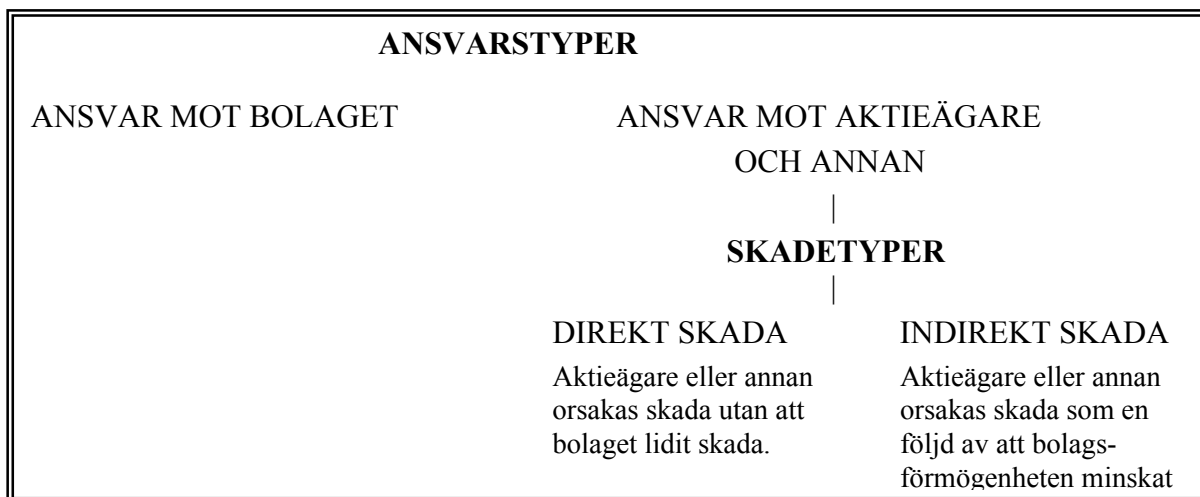 ANSVARSTYPER
ANSVAR MOT BOLAGET
ANSVAR MOT AKTIEÄGARE
OCH ANNAN
|
SKADETYPER
|
DIREKT SKADA
Aktieägare eller annan
orsakas skada utan att
bolaget lidit skada.
INDIREKT SKADA
Aktieägare eller annan
orsakas skada som en
följd av att bolags-
förmögenheten minskat